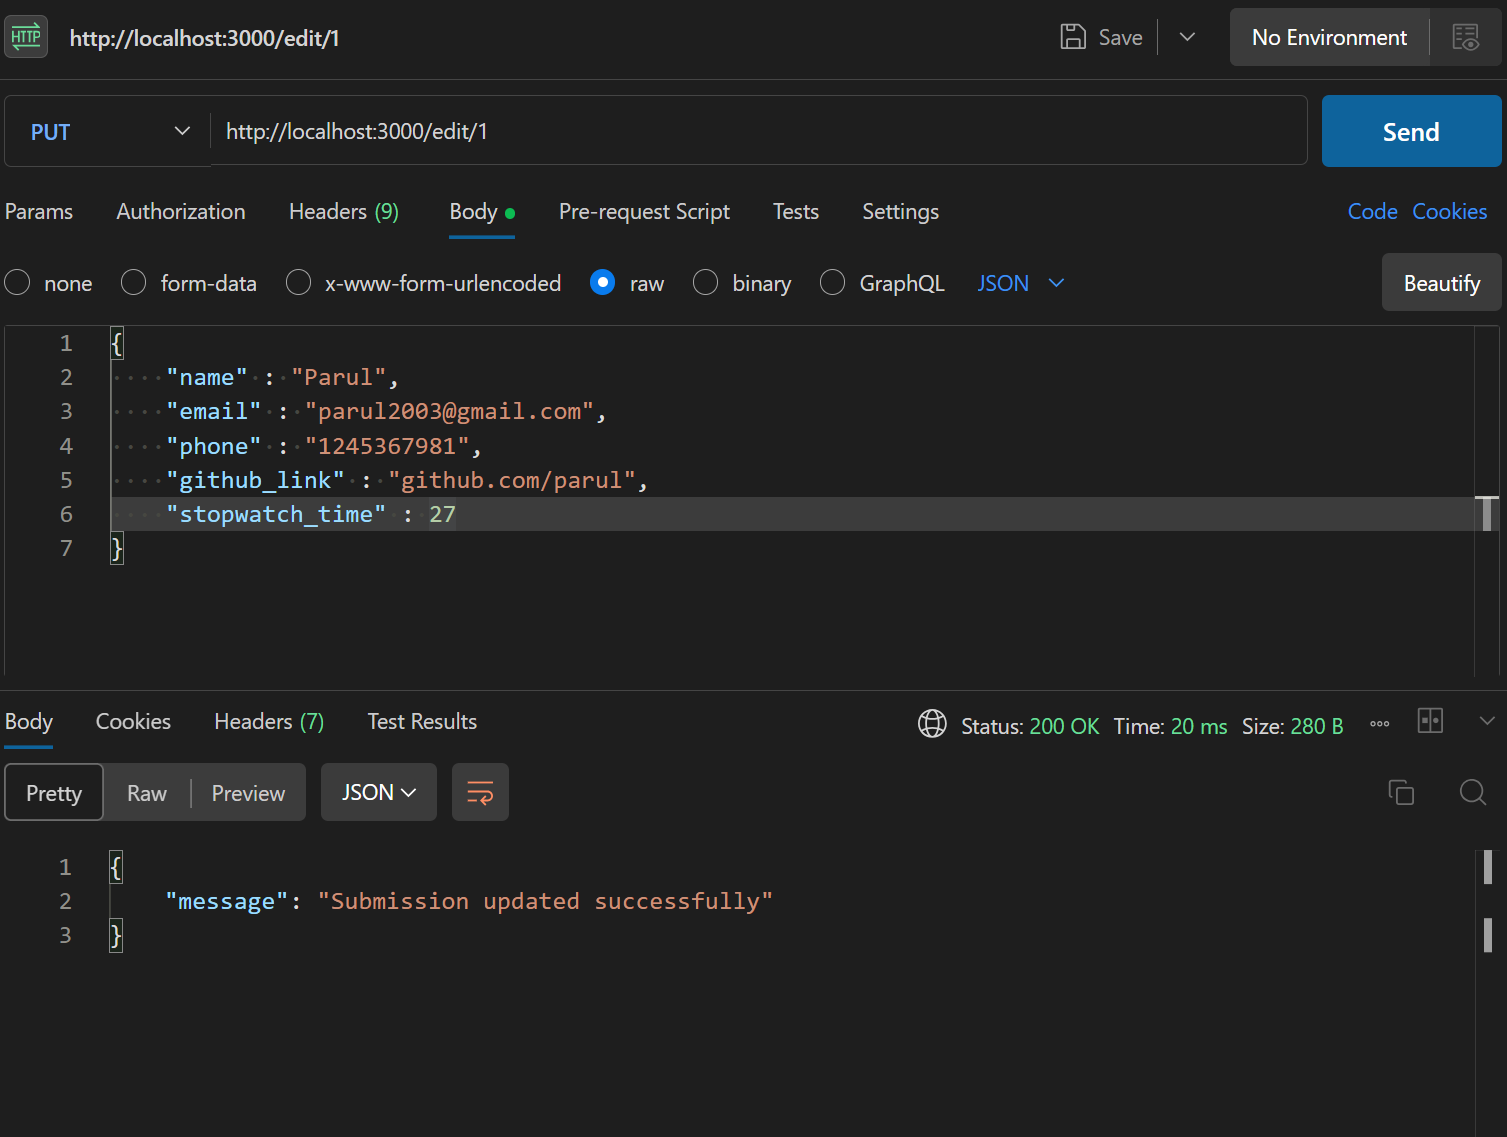 HTTP http://localhost:3000/edit/1 Save No Environment
PUT http://localhost:3000/edit/1 Send
Params Authorization Headers (9) Body Pre-request Script Tests Settings Code Cookies
none form-data x-www-form-urlencoded raw binary GraphQL JSON Beautify
1 {
2 "name" : "Parul",
3 "email" : "parul2003@gmail.com",
4 "phone" : "1245367981",
5 "github_link" : "github.com/parul",
6 "stopwatch_time" : 27
7 }
Body Cookies Headers (7) Test Results Status: 200 OK Time: 20 ms Size: 280 B
Pretty Raw Preview JSON
1 {
2 "message": "Submission updated successfully"
3 }